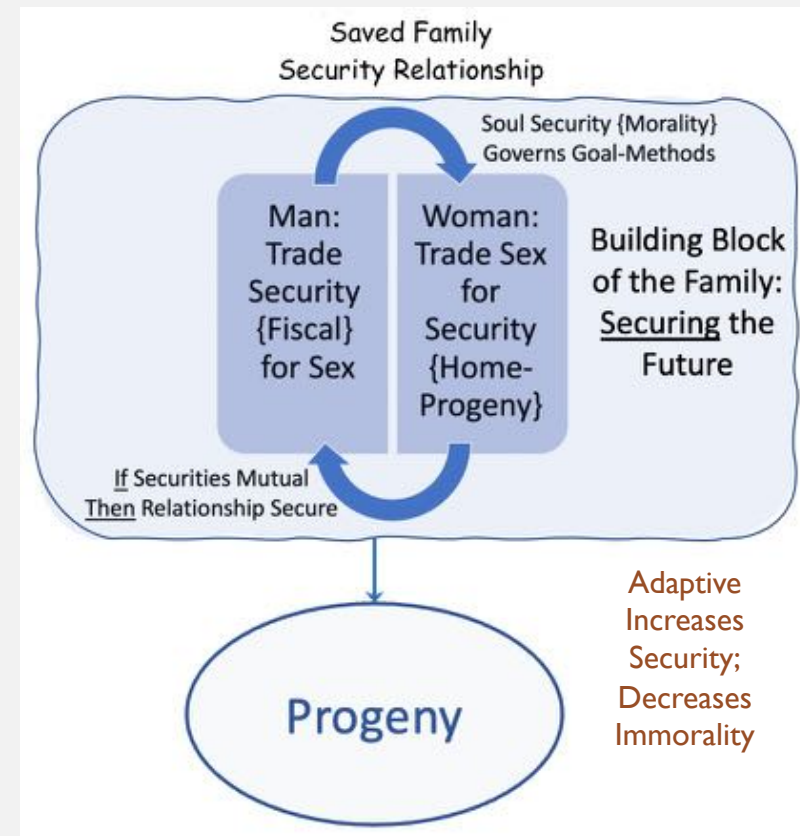 Saved Family
Security Relationship
Soul Security {Morality}
Governs Goal-Methods
Man:
Trade
Security
{Fiscal}
for Sex
Woman:
Trade Sex
for
Security
{Home-
Progeny}
Building Block
of the Family:
Securing the
Future
If Securities Mutual
Then Relationship Secure
Adaptive
Increases
Security;
Decreases
Immorality
Progeny